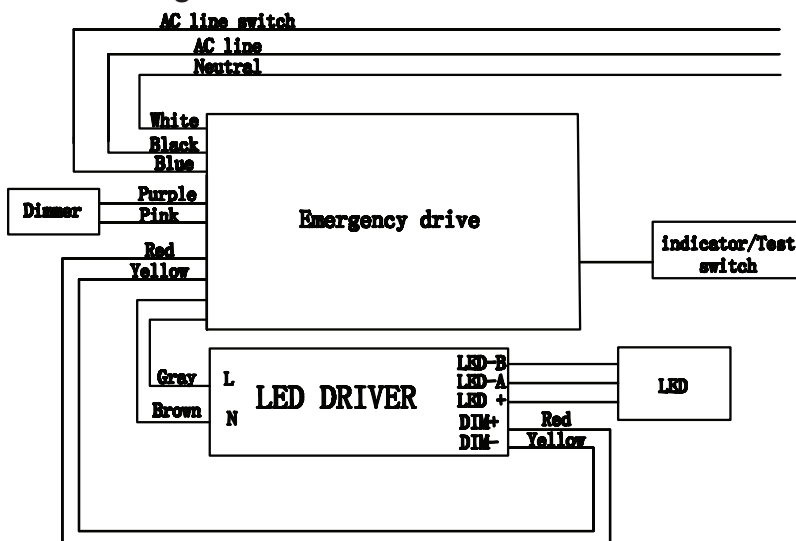 AC line switch
AC line
Neutral
White
Black
Blue
Purple
Dimmer
Pink
Emergency drive
indicator/Test
switch
Red
Yellow
Gray
Brown
L
N
LED DRIVER
LED-B
LED-A
LED +
DIM+
DIM-
LED
Red
Yellow